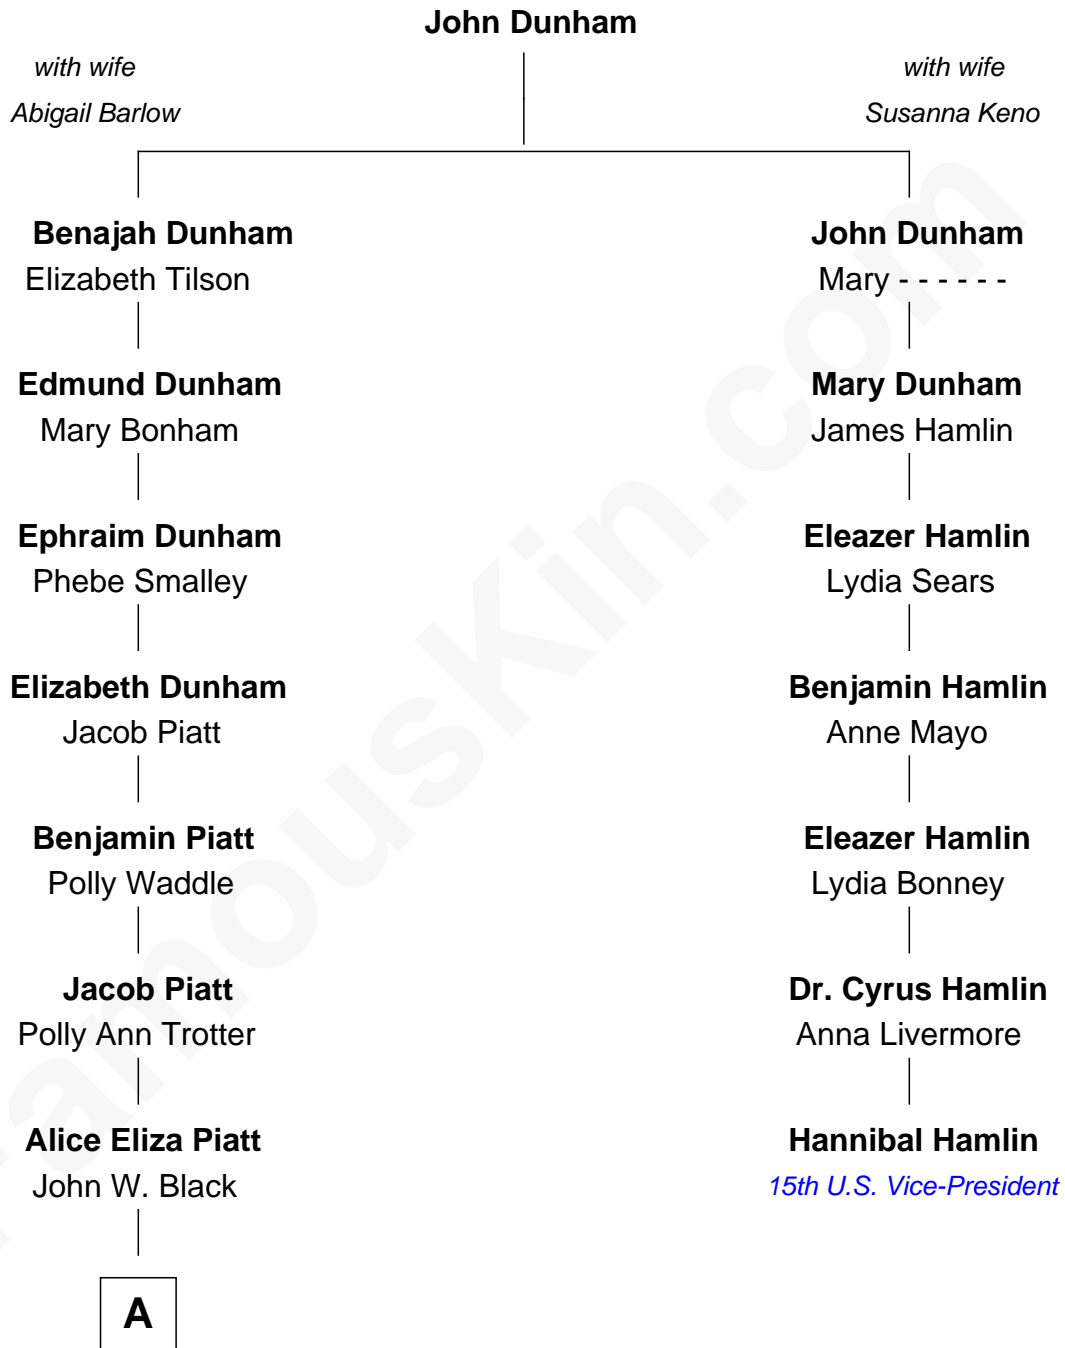 John Dunham
with wife
with wife
Abigail Barlow
Susanna Keno
Benajah Dunham
John Dunham
Elizabeth Tilson
Mary - - - - - -
Edmund Dunham
Mary Dunham
Mary Bonham
James Hamlin
Ephraim Dunham
Eleazer Hamlin
Phebe Smalley
Lydia Sears
Elizabeth Dunham
Benjamin Hamlin
Jacob Piatt
Anne Mayo
Benjamin Piatt
Eleazer Hamlin
Polly Waddle
Lydia Bonney
Jacob Piatt
Dr. Cyrus Hamlin
Polly Ann Trotter
Anna Livermore
Alice Eliza Piatt
Hannibal Hamlin
John W. Black
15th U.S. Vice-President
A
FamousKin.com